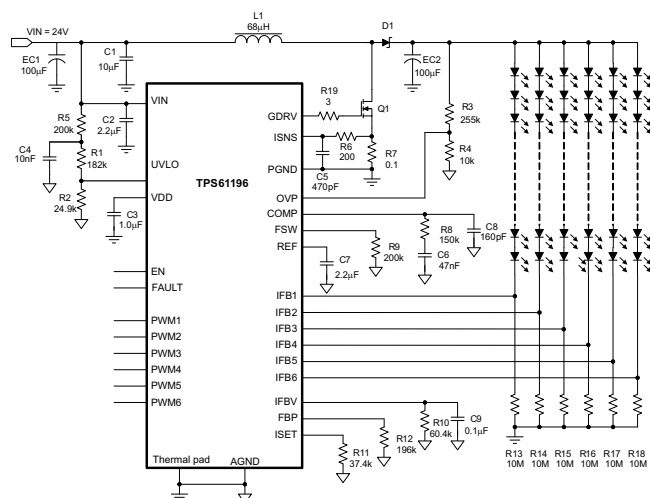 L1
68µH
D1
VIN = 24V
EC1
100µF
C1
10µF
EC2
100µF
R5
200k
C2
2.2µF
C4
10nF
R1
182k
R2
24.9k
C3
1.0µF
VIN
UVLO
VDD
EN
FAULT
PWM1
PWM2
PWM3
PWM4
PWM5
PWM6
Thermal pad
AGND
TPS61196
GDRV
ISNS
PGND
OVP
COMP
FSW
REF
IFB1
IFB2
IFB3
IFB4
IFB5
IFB6
IFBV
FBP
ISET
R19
3
Q1
R6
200
C5
470pF
R7
0.1
R3
255k
R4
10k
R8
150k
C8
160pF
R9
200k
C6
47nF
C7
2.2µF
R10
60.4k
C9
0.1µF
R12
196k
R11
37.4k
R13 R14 R15 R16 R17 R18
10M 10M 10M 10M 10M 10M